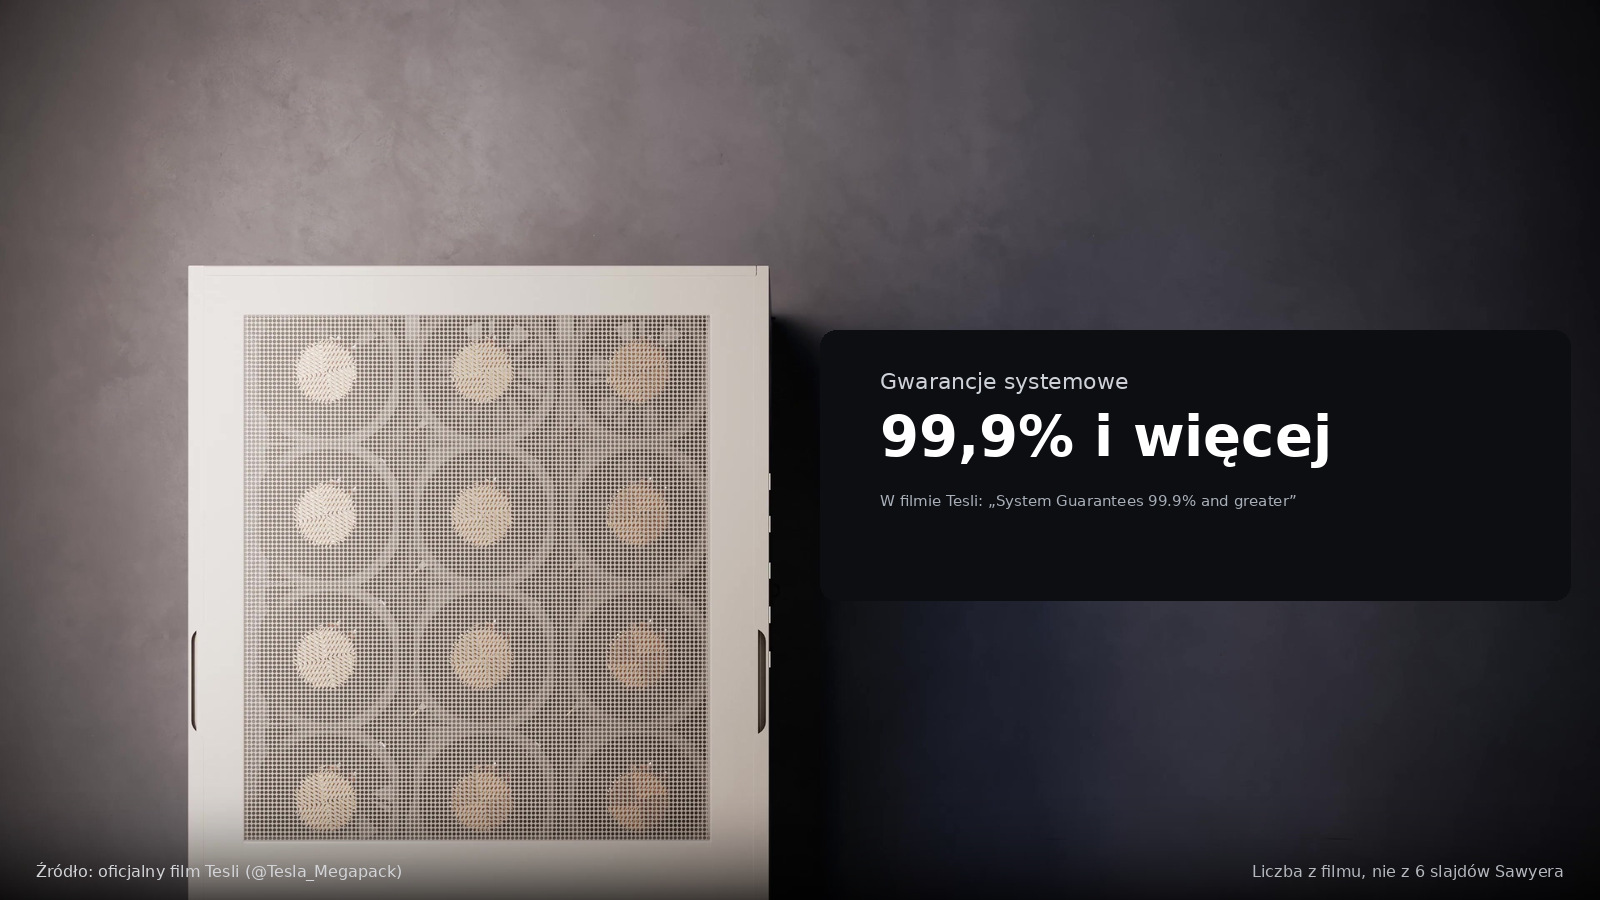 Gwarancje systemowe
99,9% i więcej
W filmie Tesli: „System Guarantees 99.9% and greater”
Źródło: oficjalny film Tesli (@Tesla_Megapack)
Liczba z filmu, nie z 6 slajdów Sawyera